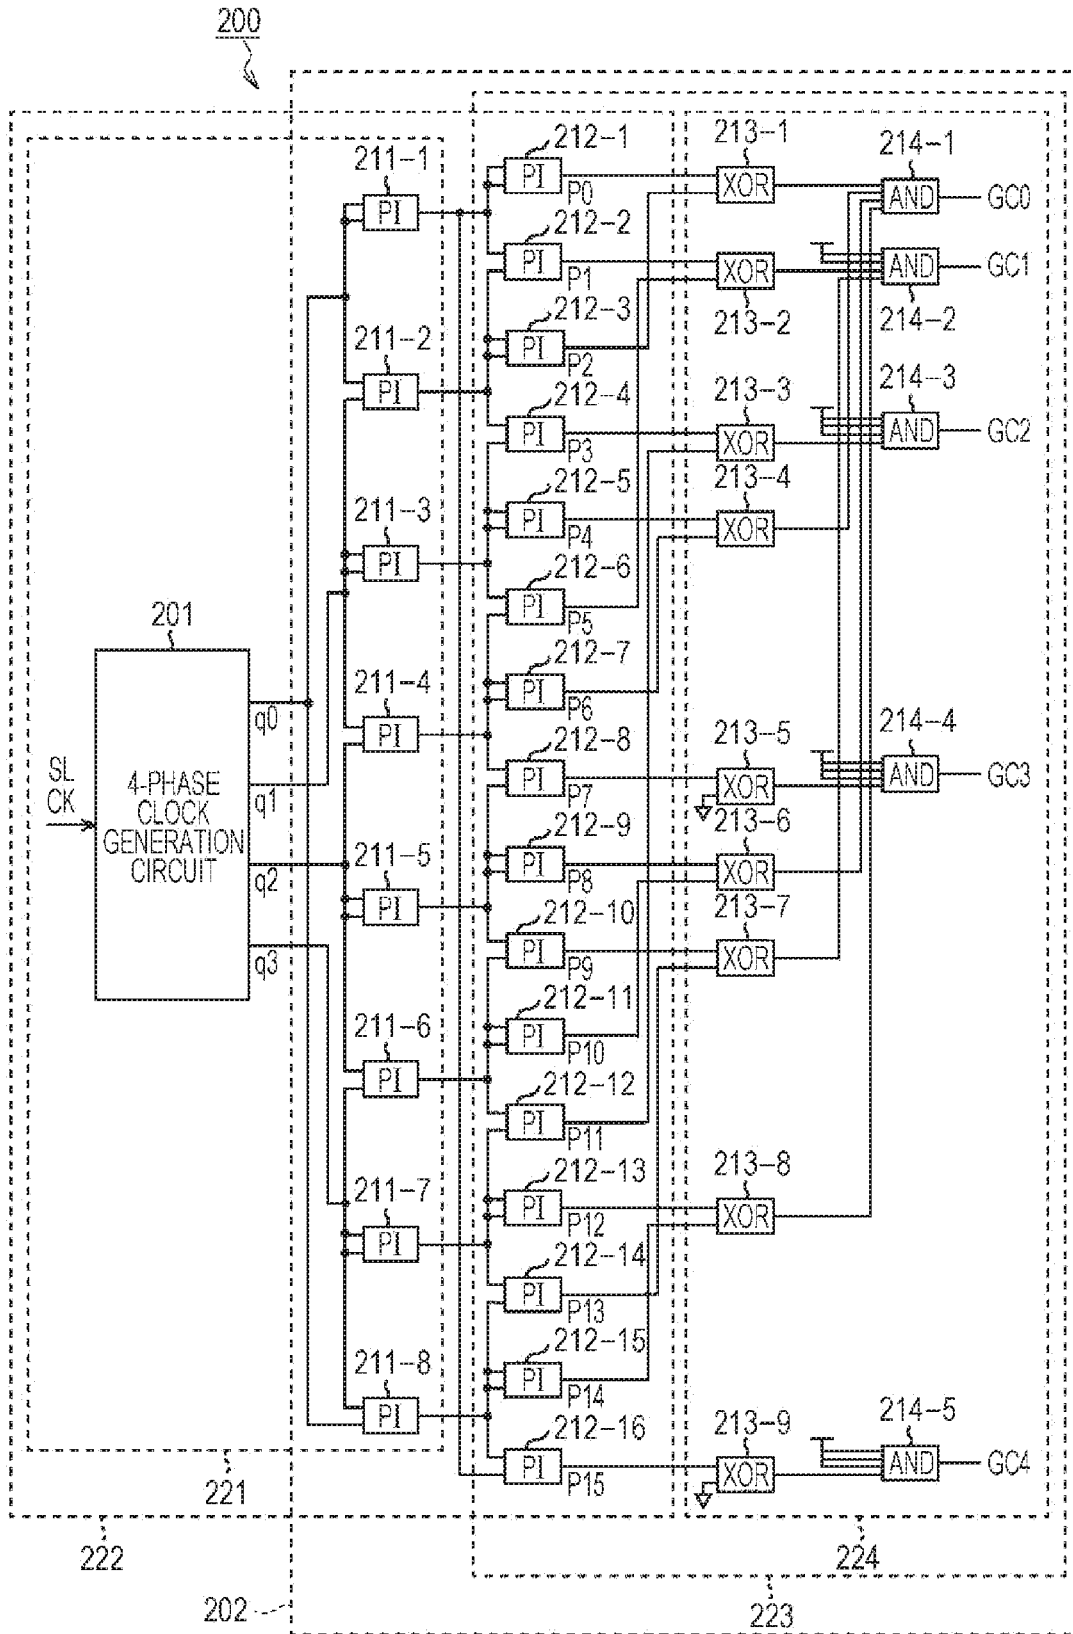 200
211-1
212-1
213-1
214-1
PI
P0
XOR
AND
GC0
212-2
PI
P1
XOR
213-2
AND
214-2
GC1
211-2
PI
212-3
PI
P2
212-4
PI
P3
213-3
XOR
214-3
AND
GC2
211-3
PI
212-5
PI
P4
213-4
XOR
212-6
PI
P5
201
4-PHASE
CLOCK
GENERATION
CIRCUIT
SL
CK
q0
q1
q2
q3
211-4
PI
212-7
PI
P6
212-8
PI
P7
213-5
XOR
214-4
AND
GC3
211-5
PI
212-9
PI
P8
213-6
XOR
212-10
PI
P9
213-7
XOR
211-6
PI
212-11
PI
P10
212-12
PI
P11
211-7
PI
212-13
PI
P12
213-8
XOR
212-14
PI
P13
211-8
PI
212-15
PI
P14
212-16
PI
P15
213-9
XOR
214-5
AND
GC4
PI
221
222
224
202
223